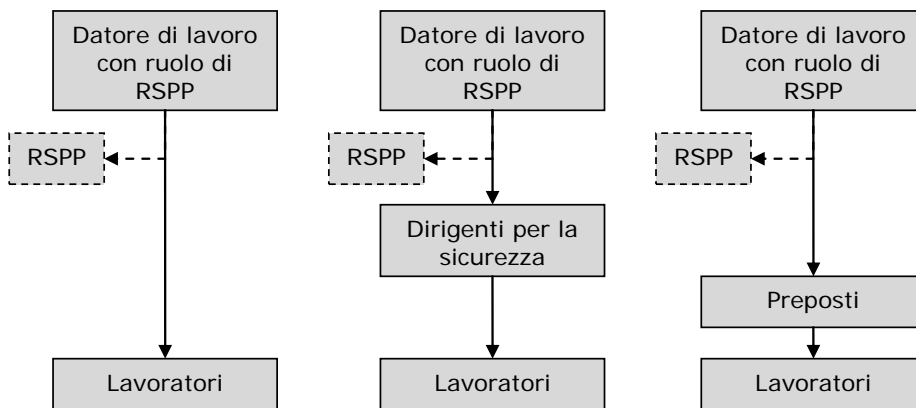 Datore di lavoro
con ruolo di
RSPP
RSPP
Lavoratori
Datore di lavoro
con ruolo di
RSPP
RSPP
Dirigenti per la
sicurezza
Lavoratori
Datore di lavoro
con ruolo di
RSPP
RSPP
Preposti
Lavoratori